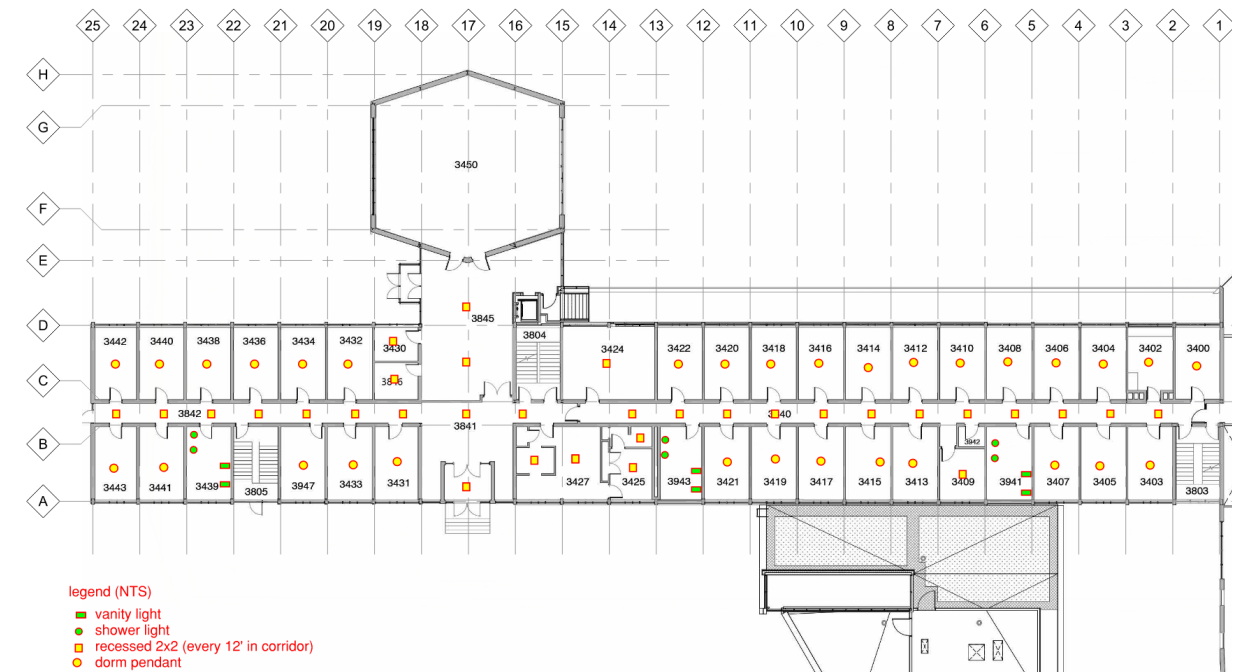 25 24 23 22 21 20 19 18 17 16 15 14 13 12 11 10 9 8 7 6 5 4 3 2 1
H
G
3450
F
E
3845
D
3804
3442 3440 3438 3436 3434 3432 3430 3424 3422 3420 3418 3416 3414 3412 3410 3408 3406 3404 3402 3400
C
3842
3841
B
3942
3443 3441 3439 3805 3947 3433 3431 3427 3425 3943 3421 3419 3417 3415 3413 3409 3941 3407 3405 3403 3803
A
legend (NTS)
vanity light
shower light
recessed 2x2 (every 12' in corridor)
dorm pendant